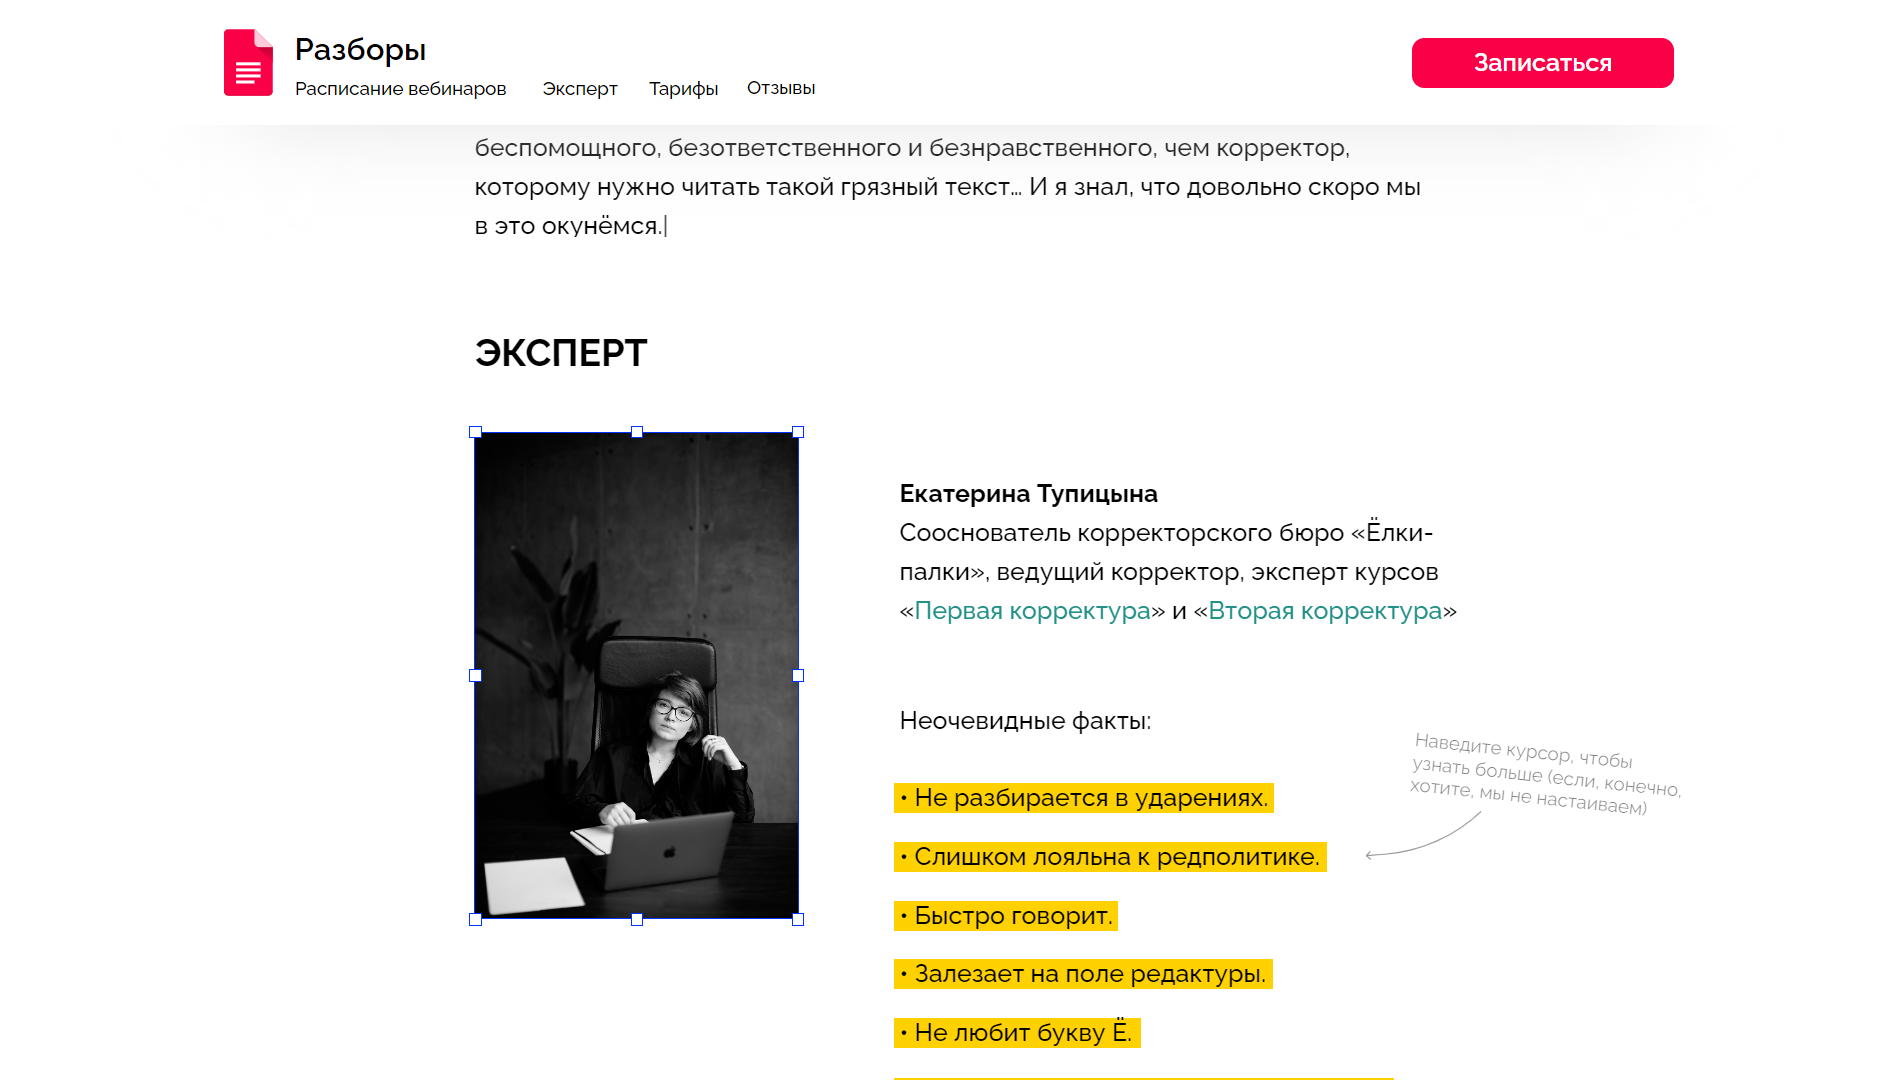 Разборы
Расписание вебинаров Эксперт Тарифы Отзывы
Записаться
беспомощного, безответственного и безнравственного, чем корректор,
которому нужно читать такой грязный текст… И я знал, что довольно скоро мы
в это окунёмся.|
ЭКСПЕРТ
Екатерина Тупицына
Сооснователь корректорского бюро «Ёлки-
палки», ведущий корректор, эксперт курсов
«Первая корректура» и «Вторая корректура»
Неочевидные факты:
Наведите курсор, чтобы
узнать больше (если, конечно,
хотите, мы не настаиваем)
• Не разбирается в ударениях.
• Слишком лояльна к редполитике.
• Быстро говорит.
• Залезает на поле редактуры.
• Не любит букву Ё.